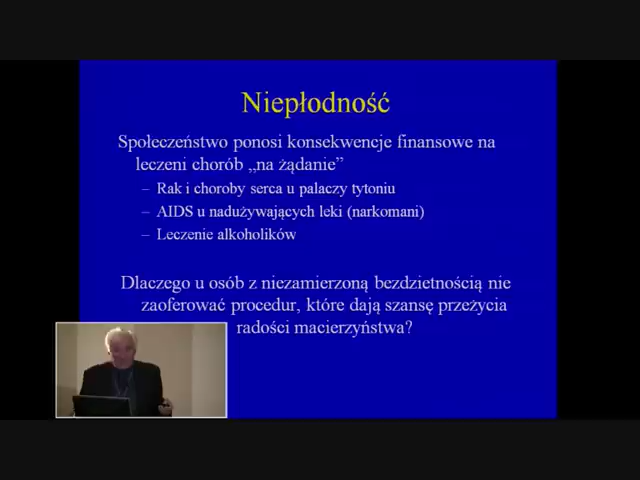 Niepłodność
Społeczeństwo ponosi konsekwencje finansowe na
leczeni chorób „na żądanie”
– Rak i choroby serca u palaczy tytoniu
– AIDS u nadużywających leki (narkomani)
– Leczenie alkoholików
Dlaczego u osób z niezamierzoną bezdzietnością nie
zaoferować procedur, które dają szansę przeżycia
radości macierzyństwa?